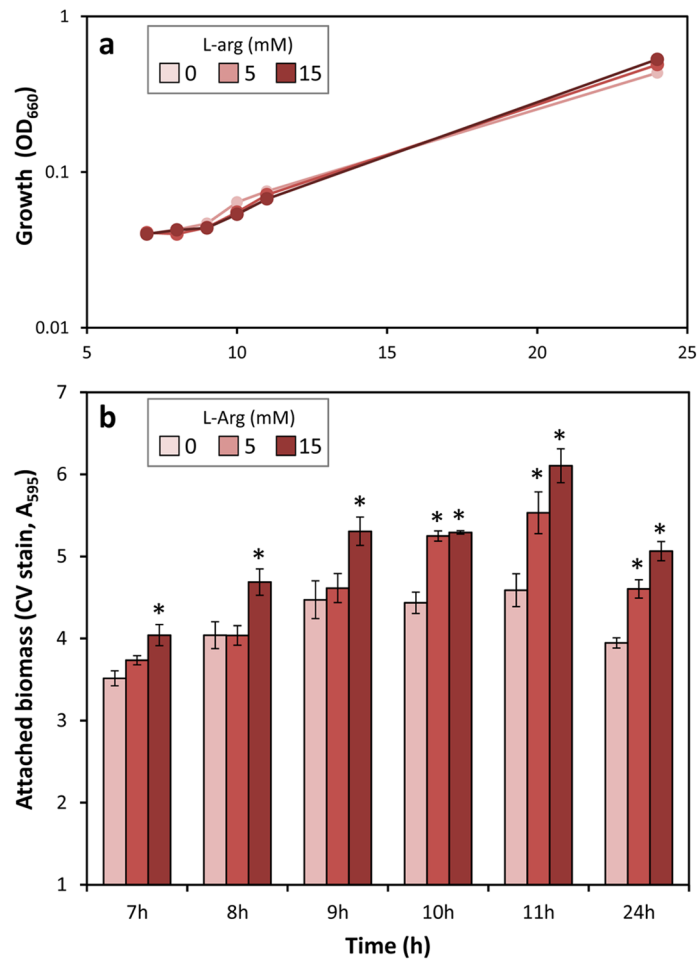 a
L-arg (mM)
0 5 15
Growth (OD660)
1
0.1
0.01
5 10 15 20 25
b
L-Arg (mM)
0 5 15
Attached biomass (CV stain, A595)
7
6
5
4
3
2
1
* * * * * * * * *
7h 8h 9h 10h 11h 24h
Time (h)